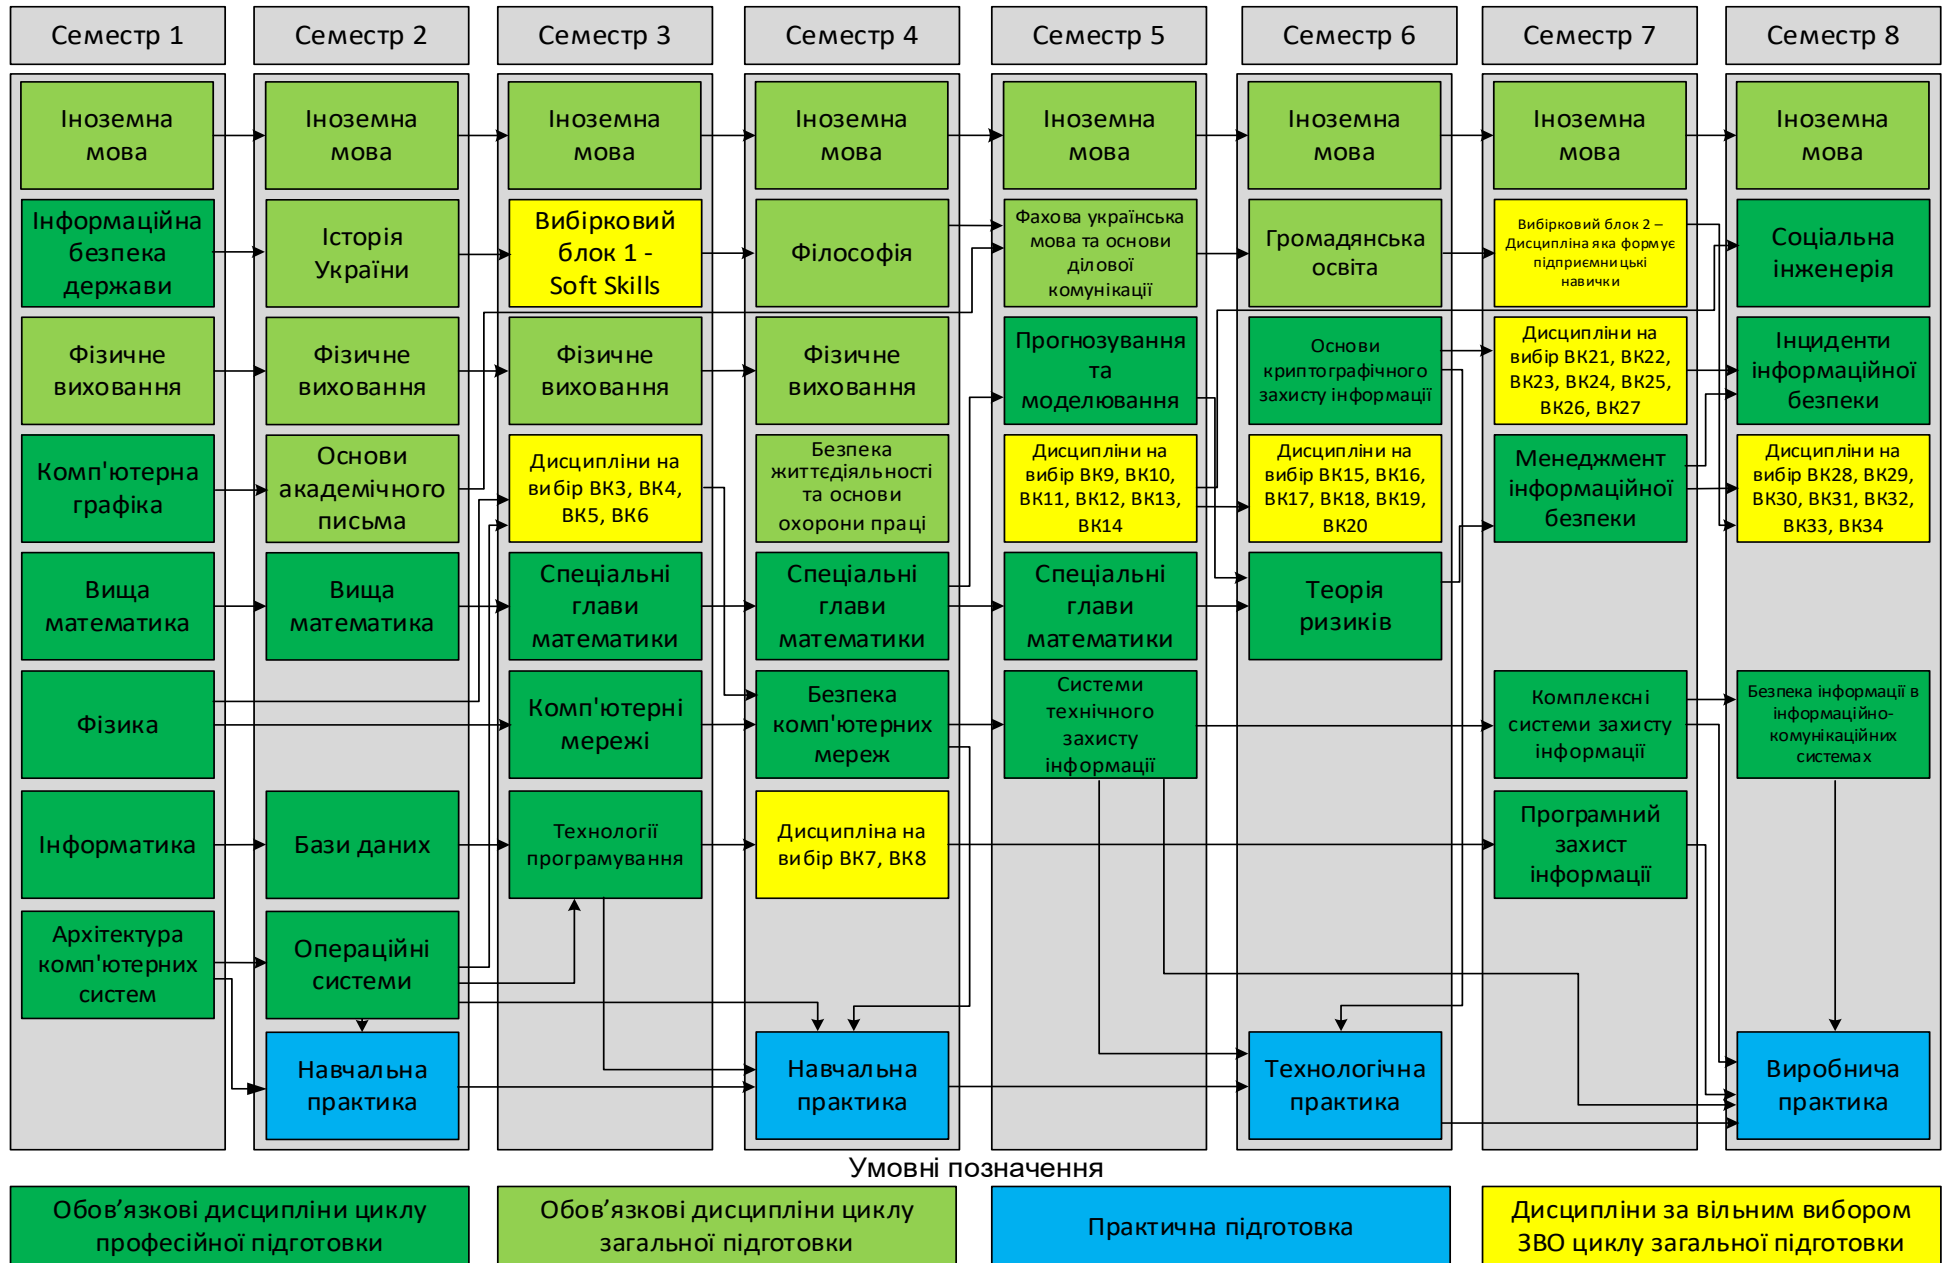 Семестр 1
Семестр 2
Семестр 3
Семестр 4
Семестр 5
Семестр 6
Семестр 7
Семестр 8
Іноземна
мова
Інформаційна
безпека
держави
Фізичне
виховання
Комп'ютерна
графіка
Вища
математика
Фізика
Інформатика
Архітектура
комп'ютерних
систем
Іноземна
мова
Історія
України
Фізичне
виховання
Основи
академічного
письма
Вища
математика
Бази даних
Операційні
системи
Навчальна
практика
Іноземна
мова
Вибірковий
блок 1 -
Soft Skills
Фізичне
виховання
Дисципліни на
вибір ВК3, ВК4,
ВК5, ВК6
Спеціальні
глави
математики
Комп'ютерні
мережі
Технології
програмування
Іноземна
мова
Філософія
Фізичне
виховання
Безпека
життєдіяльності
та основи
охорони праці
Спеціальні
глави
математики
Безпека
комп'ютерних
мереж
Дисципліна на
вибір ВК7, ВК8
Навчальна
практика
Іноземна
мова
Фахова українська
мова та основи
ділової
комунікації
Прогнозування
та
моделювання
Дисципліни на
вибір ВК9, ВК10,
ВК11, ВК12, ВК13,
ВК14
Спеціальні
глави
математики
Системи
технічного
захисту
інформації
Іноземна
мова
Громадянська
освіта
Основи
криптографічного
захисту інформації
Дисципліни на
вибір ВК15, ВК16,
ВК17, ВК18, ВК19,
ВК20
Теорія
ризиків
Технологічна
практика
Іноземна
мова
Вибірковий блок 2 –
Дисципліна яка формує
підприємницькі
навички
Дисципліни на
вибір ВК21, ВК22,
ВК23, ВК24, ВК25,
ВК26, ВК27
Менеджмент
інформаційної
безпеки
Комплексні
системи захисту
інформації
Програмний
захист
інформації
Іноземна
мова
Соціальна
інженерія
Інциденти
інформаційної
безпеки
Дисципліни на
вибір ВК28, ВК29,
ВК30, ВК31, ВК32,
ВК33, ВК34
Безпека інформації в
інформаційно-
комунікаційних
системах
Виробнича
практика
Умовні позначення
Обов’язкові дисципліни циклу
професійної підготовки
Обов’язкові дисципліни циклу
загальної підготовки
Практична підготовка
Дисципліни за вільним вибором
ЗВО циклу загальної підготовки